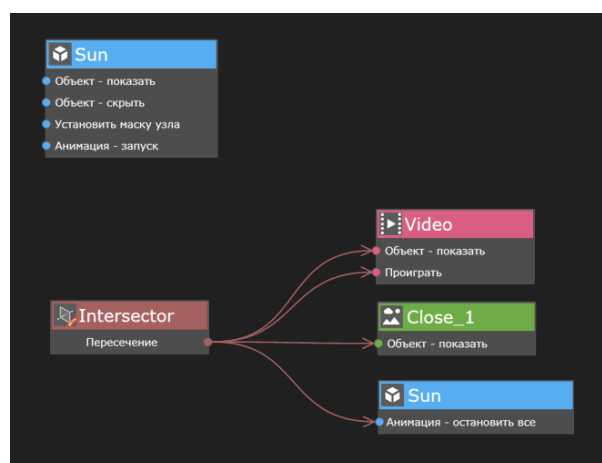 Sun
Объект - показать
Объект - скрыть
Установить маску узла
Анимация - запуск
Video
Объект - показать
Проиграть
Intersector
Пересечение
Close_1
Объект - показать
Sun
Анимация - остановить все